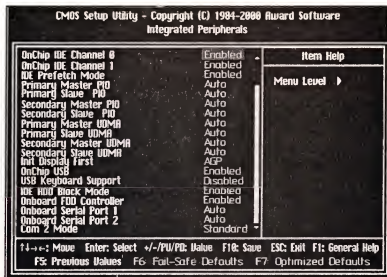 CMOS Setup Utility - Copyright (C) 1984-2000 Award Software
Integrated Peripherals
OnChip IDE Channel 0 Enabled
OnChip IDE Channel 1 Enabled
IDE Prefetch Mode Enabled
Primary Master PIO Auto
Primary Slave PIO Auto
Secondary Master PIO Auto
Secondary Slave PIO Auto
Primary Master UDMA Auto
Primary Slave UDMA Auto
Secondary Master UDMA Auto
Secondary Slave UDMA Auto
Init Display First AGP
OnChip USB Enabled
USB Keyboard Support Disabled
IDE HDD Block Mode Enabled
Onboard FDD Controller Enabled
Onboard Serial Port 1 Auto
Onboard Serial Port 2 Auto
Com 2 Mode Standard
Item Help
Menu Level ▶
↑↓→←: Move Enter: Select +/-/PU/PD: Value F10: Save ESC: Exit F1: General Help
F5: Previous Values F6 Fail-Safe Defaults F7 Optimized Defaults